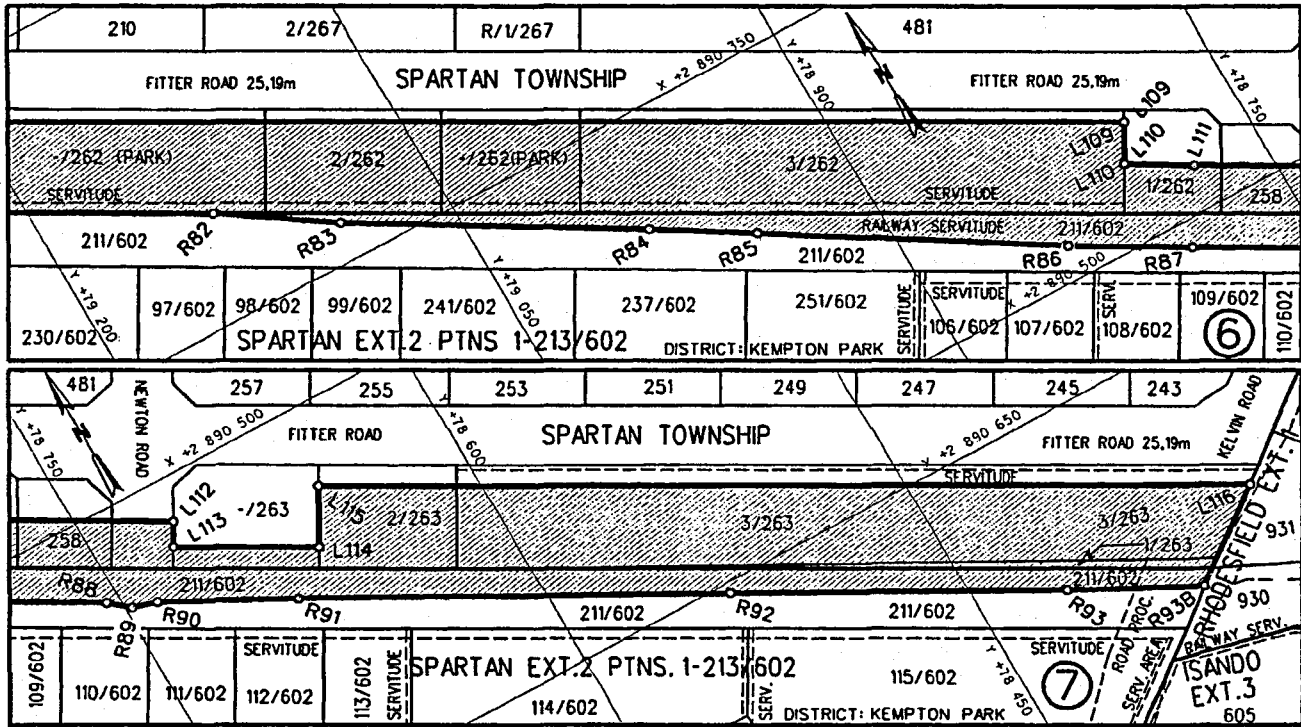 210
2/267
R/1/267
481
FITTER ROAD 25,19m
SPARTAN TOWNSHIP
X +2 890 350
Y +78 900
N
FITTER ROAD 25,19m
Y +78 750
L109
L109
L110
L110
L111
-/262 (PARK)
2/262
-/262(PARK)
3/262
1/262
258
SERVITUDE
SERVITUDE
RAILWAY SERVITUDE
211/602
211/602
R82
R83
R84
R85
211/602
R86
R87
Y +79 200
Y +79 050
X +2 890 500
230/602
97/602
98/602
99/602
241/602
237/602
251/602
SERVITUDE
SERVITUDE
106/602
107/602
SERV.
108/602
109/602
110/602
SPARTAN EXT.2 PTNS 1-213/602
DISTRICT: KEMPTON PARK
6
481
NEWTON ROAD
257
255
253
251
249
247
245
243
KELVIN ROAD
N
Y +78 750
X +2 890 500
FITTER ROAD
Y +78 600
SPARTAN TOWNSHIP
X +2 890 650
FITTER ROAD 25,19m
SERVITUDE
L112
L113
-/263
L115
L114
2/263
3/263
3/263
L116
1/263
258
RHODESFIELD EXT. 1
931
930
R88
211/602
R89
R90
R91
211/602
R92
211/602
211/602
R93
R93B
ROAD PROC.
SERV. AREA
RAILWAY SERV.
109/602
110/602
111/602
SERVITUDE
112/602
113/602
SERVITUDE
SPARTAN EXT.2 PTNS. 1-213/602
114/602
SERV.
115/602
SERVITUDE
Y +78 450
DISTRICT: KEMPTON PARK
7
ISANDO
EXT.3
605